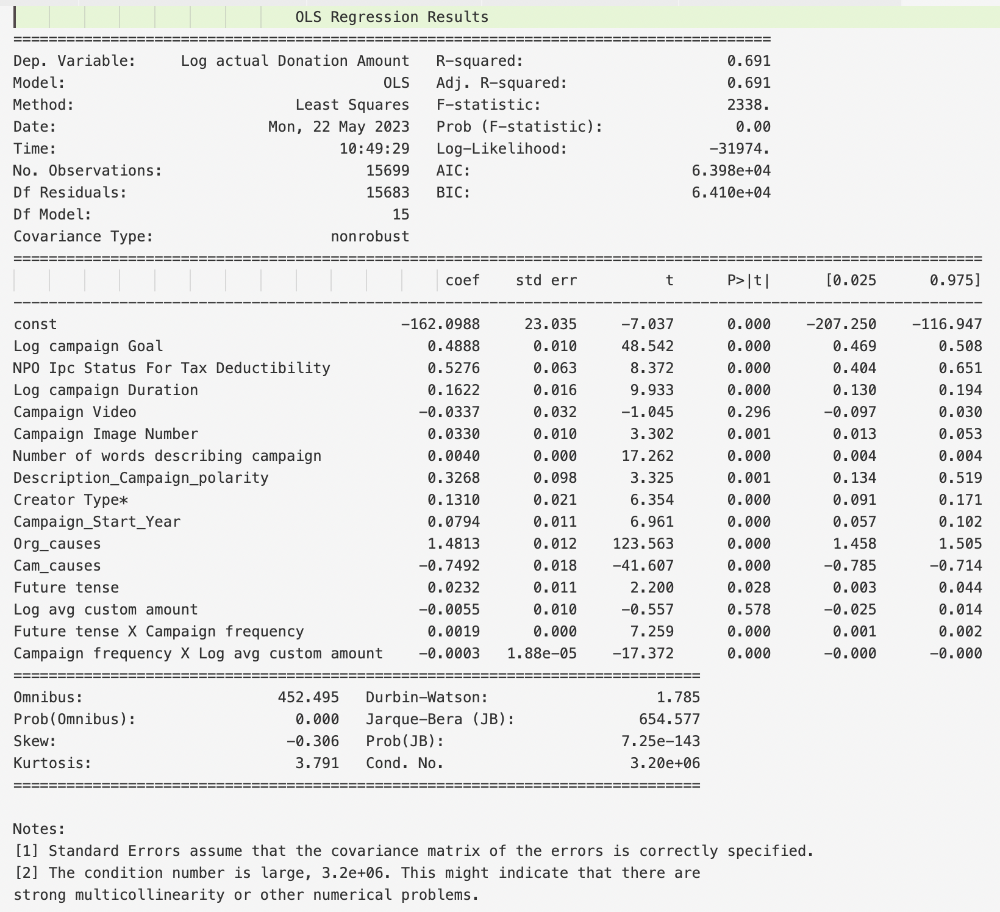 OLS Regression Results
==============================================================================
Dep. Variable: Log actual Donation Amount R-squared: 0.691
Model: OLS Adj. R-squared: 0.691
Method: Least Squares F-statistic: 2338.
Date: Mon, 22 May 2023 Prob (F-statistic): 0.00
Time: 10:49:29 Log-Likelihood: -31974.
No. Observations: 15699 AIC: 6.398e+04
Df Residuals: 15683 BIC: 6.410e+04
Df Model: 15
Covariance Type: nonrobust
==============================================================================
coef std err t P>|t| [0.025 0.975]
------------------------------------------------------------------------------
const -162.0988 23.035 -7.037 0.000 -207.250 -116.947
Log campaign Goal 0.4888 0.010 48.542 0.000 0.469 0.508
NPO Ipc Status For Tax Deductibility 0.5276 0.063 8.372 0.000 0.404 0.651
Log campaign Duration 0.1622 0.016 9.933 0.000 0.130 0.194
Campaign Video -0.0337 0.032 -1.045 0.296 -0.097 0.030
Campaign Image Number 0.0330 0.010 3.302 0.001 0.013 0.053
Number of words describing campaign 0.0040 0.000 17.262 0.000 0.004 0.004
Description_Campaign_polarity 0.3268 0.098 3.325 0.001 0.134 0.519
Creator Type* 0.1310 0.021 6.354 0.000 0.091 0.171
Campaign_Start_Year 0.0794 0.011 6.961 0.000 0.057 0.102
Org_causes 1.4813 0.012 123.563 0.000 1.458 1.505
Cam_causes -0.7492 0.018 -41.607 0.000 -0.785 -0.714
Future tense 0.0232 0.011 2.200 0.028 0.003 0.044
Log avg custom amount -0.0055 0.010 -0.557 0.578 -0.025 0.014
Future tense X Campaign frequency 0.0019 0.000 7.259 0.000 0.001 0.002
Campaign frequency X Log avg custom amount -0.0003 1.88e-05 -17.372 0.000 -0.000 -0.000
==============================================================================
Omnibus: 452.495 Durbin-Watson: 1.785
Prob(Omnibus): 0.000 Jarque-Bera (JB): 654.577
Skew: -0.306 Prob(JB): 7.25e-143
Kurtosis: 3.791 Cond. No. 3.20e+06
==============================================================================
Notes:
[1] Standard Errors assume that the covariance matrix of the errors is correctly specified.
[2] The condition number is large, 3.2e+06. This might indicate that there are
strong multicollinearity or other numerical problems.